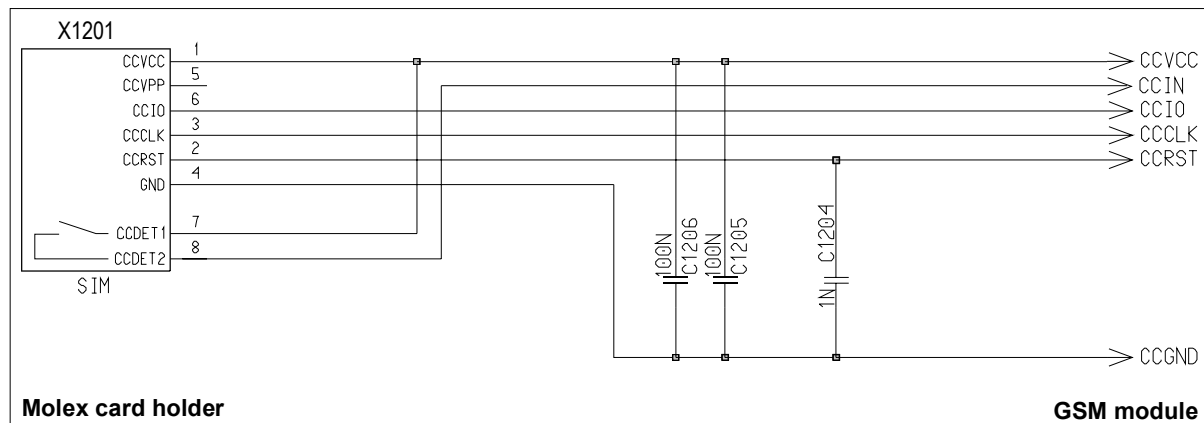 X1201
CCVCC 1
CCVPP 5
CCIO 6
CCCLK 3
CCRST 2
GND 4
CCDET1 7
CCDET2 8
SIM
100N
C1206
100N
C1205
1N
C1204
CCVCC
CCIN
CCIO
CCCLK
CCRST
CCGND
Molex card holder
GSM module